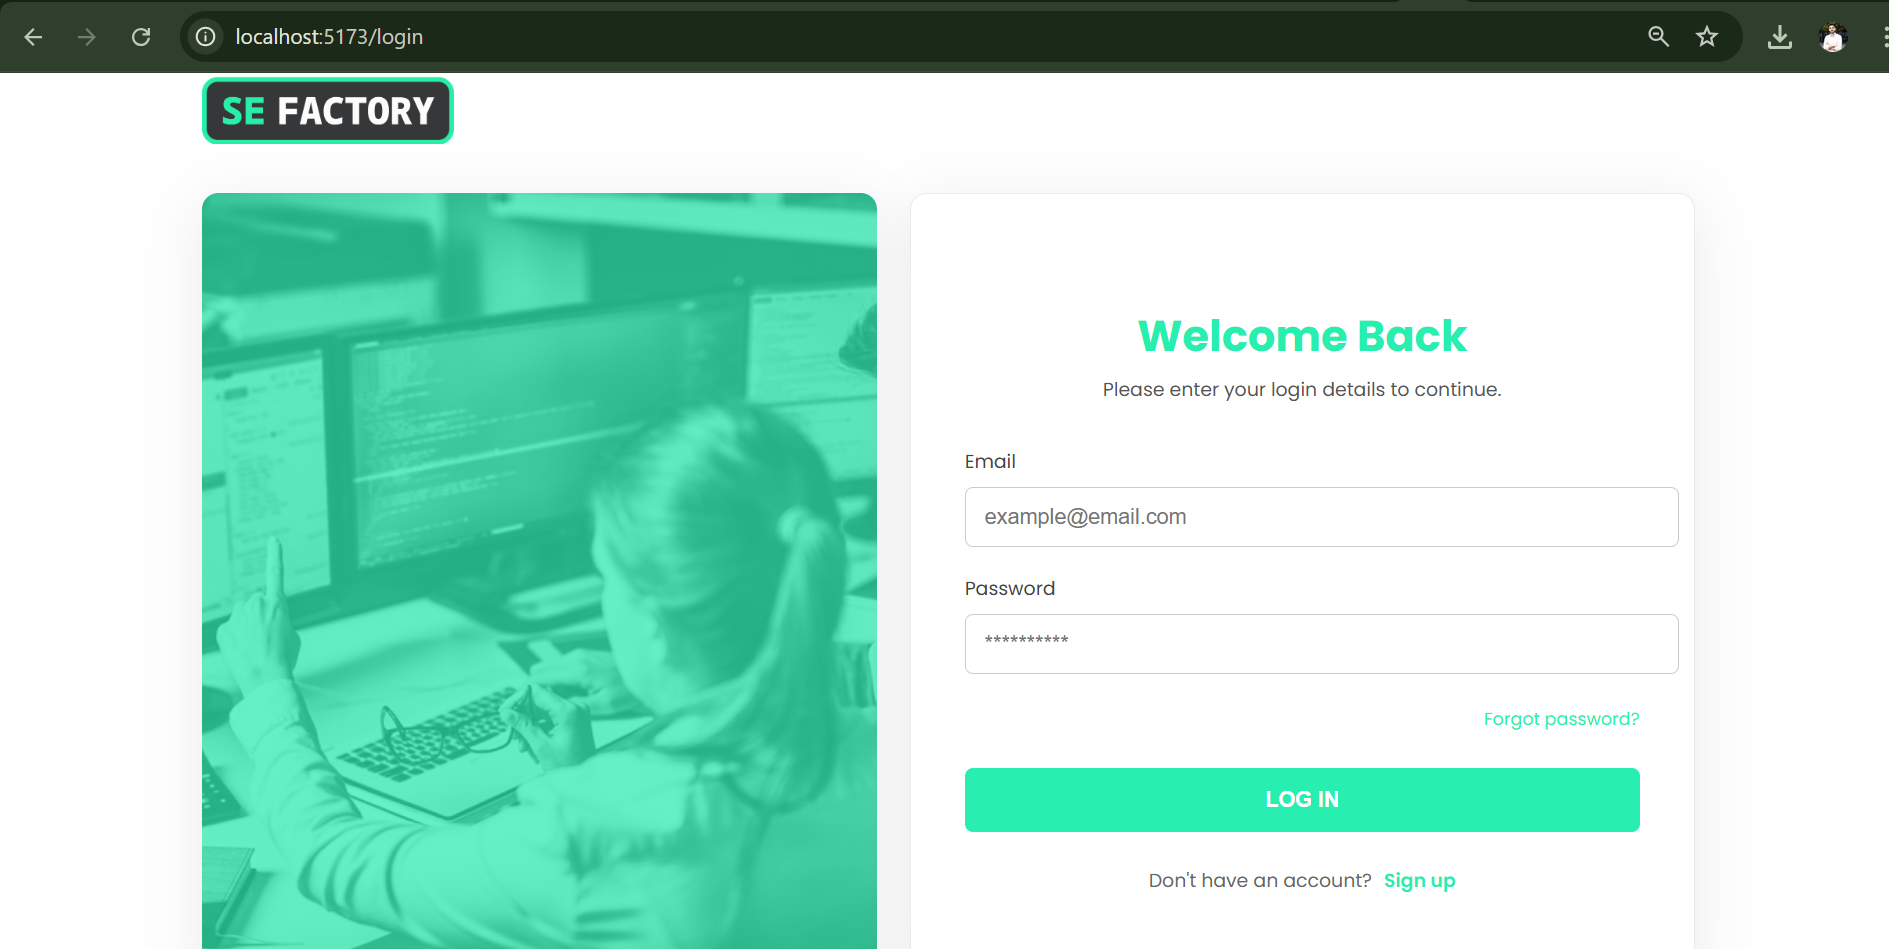 localhost:5173/login
SE FACTORY
Welcome Back
Please enter your login details to continue.
Email
example@email.com
Password
**********
Forgot password?
LOG IN
Don't have an account? Sign up